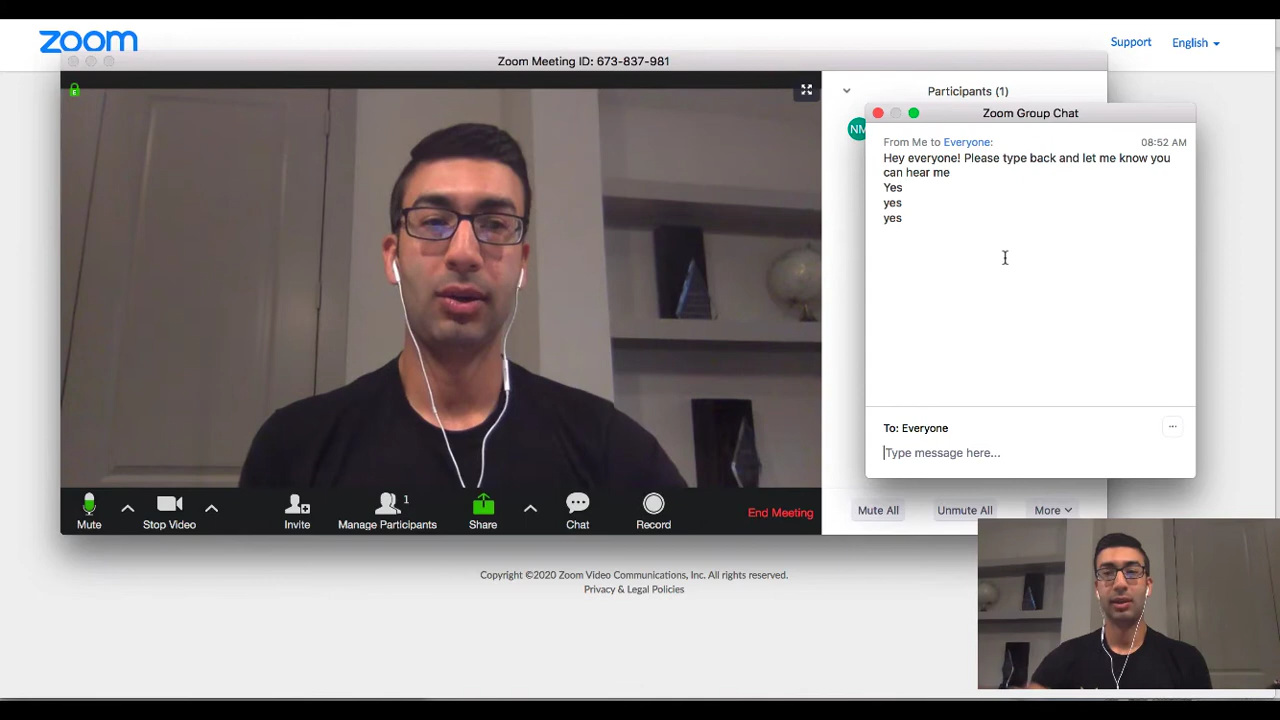 zoom
Support
English
Zoom Meeting ID: 673-837-981
E
Participants (1)
NM
Zoom Group Chat
From Me to Everyone:
08:52 AM
Hey everyone! Please type back and let me know you
can hear me
Yes
yes
yes
To: Everyone
...
Type message here...
Mute
Stop Video
Invite
1
Manage Participants
Share
Chat
Record
End Meeting
Mute All
Unmute All
More
Copyright ©2020 Zoom Video Communications, Inc. All rights reserved.
Privacy & Legal Policies